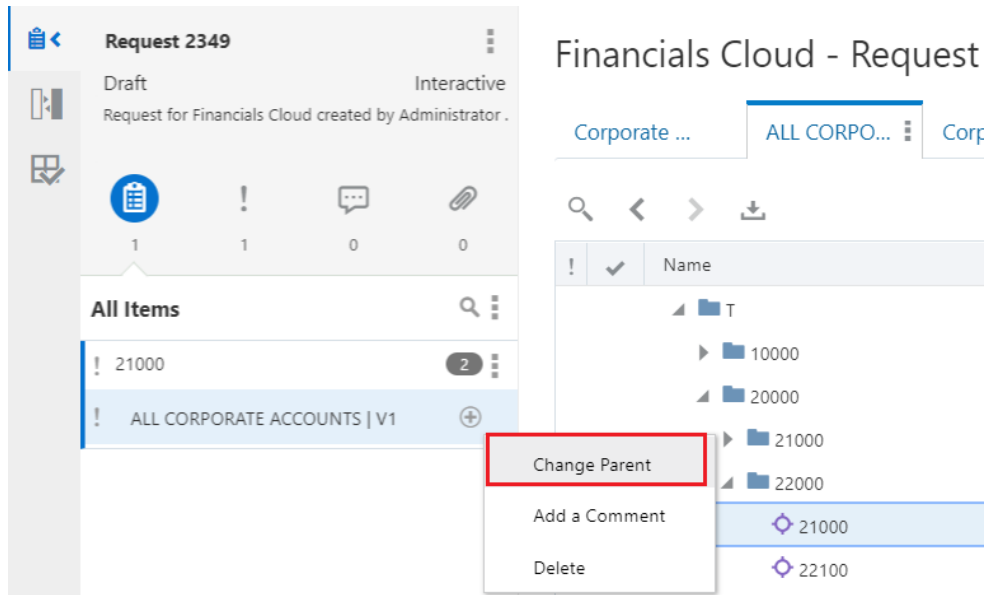 Request 2349
Draft Interactive
Request for Financials Cloud created by Administrator .
! 
1 1 0 0
All Items
! 21000 2
! ALL CORPORATE ACCOUNTS | V1
Change Parent
Add a Comment
Delete
Financials Cloud - Request
Corporate ... ALL CORPO... Corp
! Name
T
10000
20000
21000
22000
21000
22100